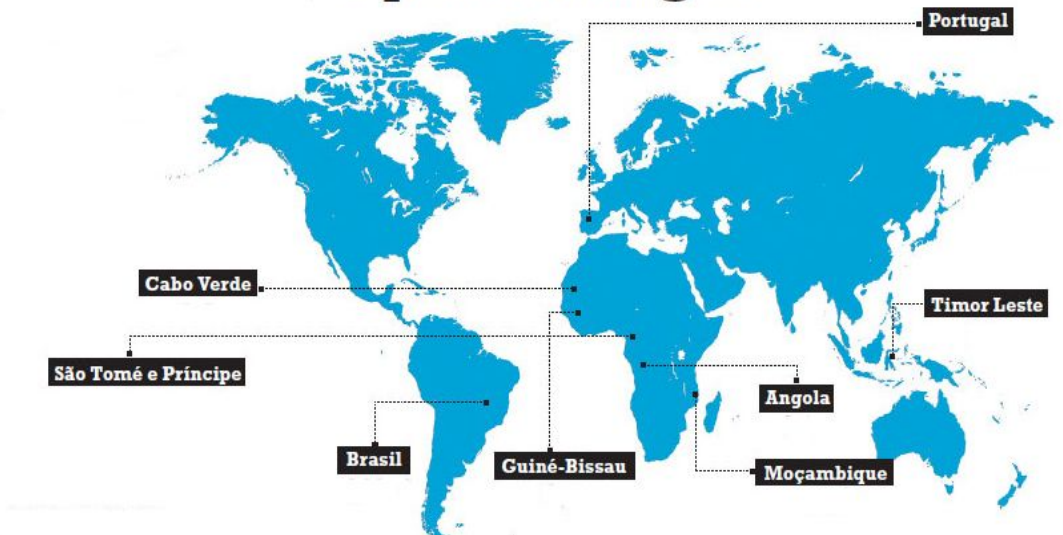 Portugal
Cabo Verde
Timor Leste
São Tomé e Príncipe
Angola
Brasil
Guiné-Bissau
Moçambique